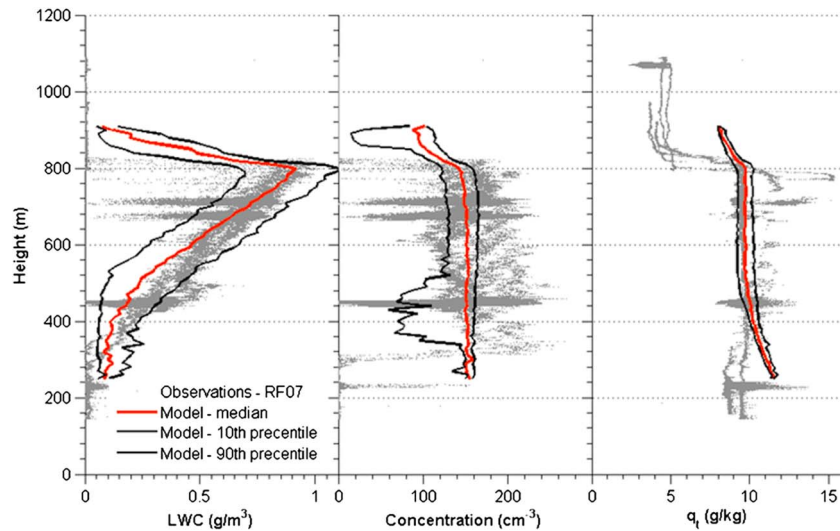 1200
1000
800
600
400
200
0
Height (m)
Observations - RF07
Model - median
Model - 10th precentile
Model - 90th precentile
0 0.5 1
LWC (g/m³)
0 100 200
Concentration (cm⁻³)
0 5 10 15
qₜ (g/kg)